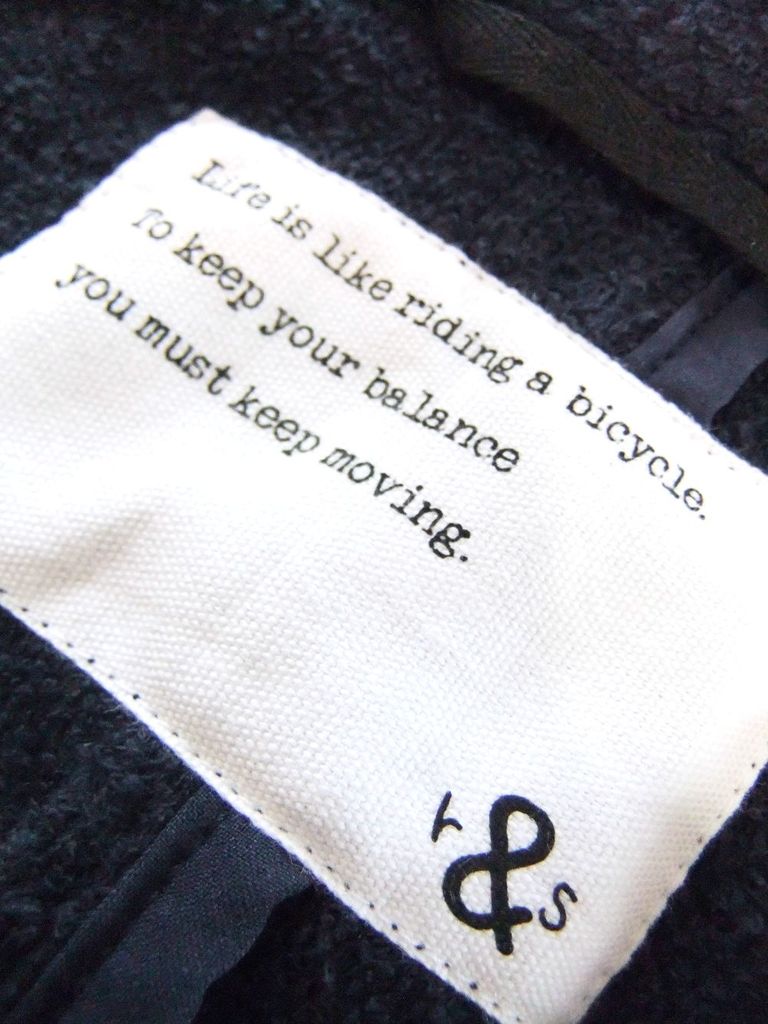 Life is like riding a bicycle.
To keep your balance
you must keep moving.
r & s